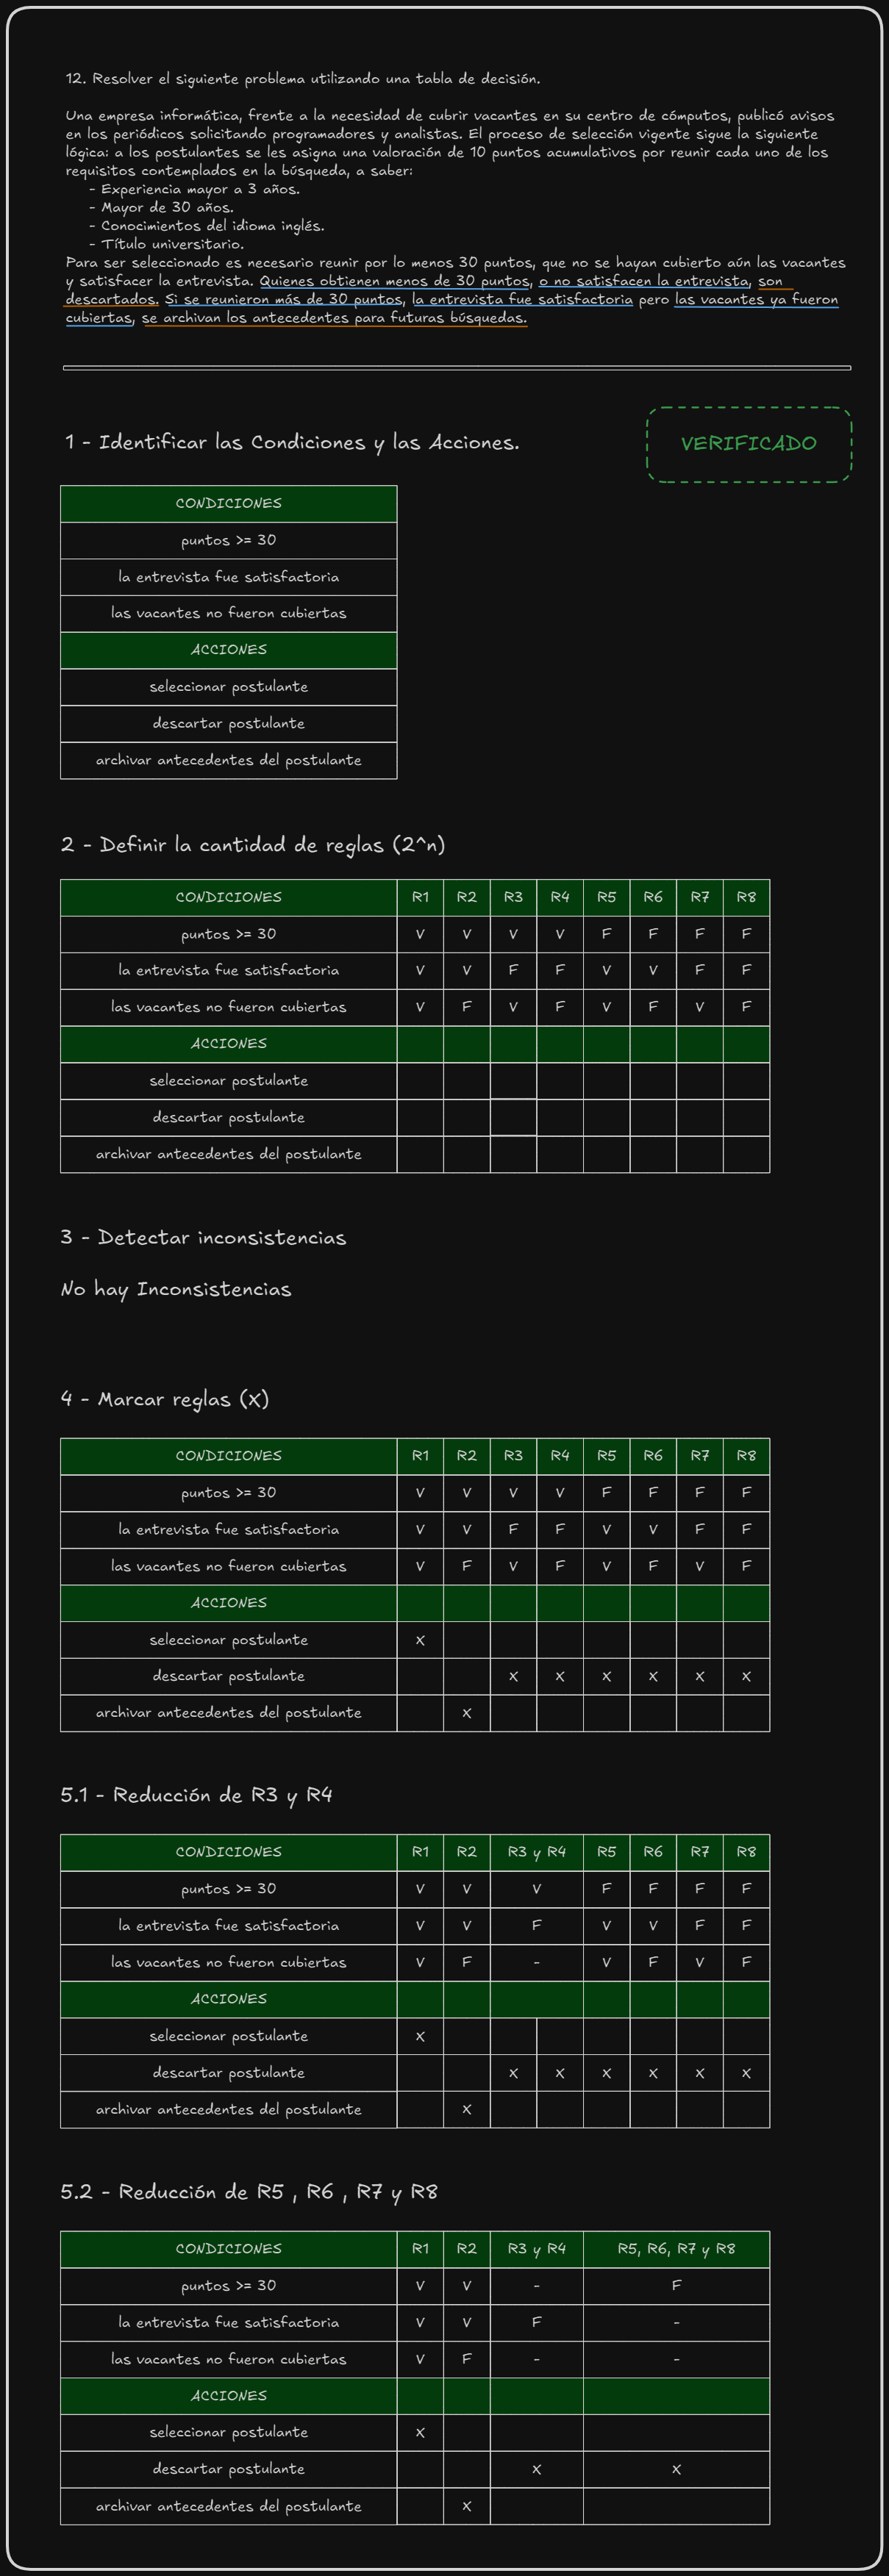 12. Resolver el siguiente problema utilizando una tabla de decisión.
Una empresa informática, frente a la necesidad de cubrir vacantes en su centro de cómputos, publicó avisos
en los periódicos solicitando programadores y analistas. El proceso de selección vigente sigue la siguiente
lógica: a los postulantes se les asigna una valoración de 10 puntos acumulativos por reunir cada uno de los
requisitos contemplados en la búsqueda, a saber:
- Experiencia mayor a 3 años.
- Mayor de 30 años.
- Conocimientos del idioma inglés.
- Título universitario.
Para ser seleccionado es necesario reunir por lo menos 30 puntos, que no se hayan cubierto aún las vacantes
y satisfacer la entrevista. Quienes obtienen menos de 30 puntos, o no satisfacen la entrevista, son
descartados. Si se reunieron más de 30 puntos, la entrevista fue satisfactoria pero las vacantes ya fueron
cubiertas, se archivan los antecedentes para futuras búsquedas.
1 - Identificar las Condiciones y las Acciones.
VERIFICADO
CONDICIONES
puntos >= 30
la entrevista fue satisfactoria
las vacantes no fueron cubiertas
ACCIONES
seleccionar postulante
descartar postulante
archivar antecedentes del postulante
2 - Definir la cantidad de reglas (2^n)
CONDICIONES R1 R2 R3 R4 R5 R6 R7 R8
puntos >= 30 V V V V F F F F
la entrevista fue satisfactoria V V F F V V F F
las vacantes no fueron cubiertas V F V F V F V F
ACCIONES
seleccionar postulante
descartar postulante
archivar antecedentes del postulante
3 - Detectar inconsistencias
No hay Inconsistencias
4 - Marcar reglas (X)
CONDICIONES R1 R2 R3 R4 R5 R6 R7 R8
puntos >= 30 V V V V F F F F
la entrevista fue satisfactoria V V F F V V F F
las vacantes no fueron cubiertas V F V F V F V F
ACCIONES
seleccionar postulante X
descartar postulante X X X X X X
archivar antecedentes del postulante X
5.1 - Reducción de R3 y R4
CONDICIONES R1 R2 R3 y R4 R5 R6 R7 R8
puntos >= 30 V V V F F F F
la entrevista fue satisfactoria V V F V V F F
las vacantes no fueron cubiertas V F - V F V F
ACCIONES
seleccionar postulante X
descartar postulante X X X X X X
archivar antecedentes del postulante X
5.2 - Reducción de R5 , R6 , R7 y R8
CONDICIONES R1 R2 R3 y R4 R5, R6, R7 y R8
puntos >= 30 V V - F
la entrevista fue satisfactoria V V F -
las vacantes no fueron cubiertas V F - -
ACCIONES
seleccionar postulante X
descartar postulante X X
archivar antecedentes del postulante X